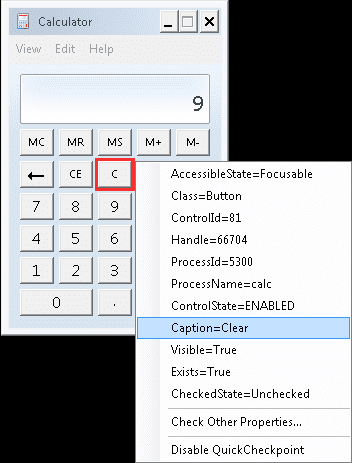 Calculator
View Edit Help
9
MC MR MS M+ M-
← CE C
7 8 9
4 5 6
1 2 3
0 .
AccessibleState=Focusable
Class=Button
ControlId=81
Handle=66704
ProcessId=5300
ProcessName=calc
ControlState=ENABLED
Caption=Clear
Visible=True
Exists=True
CheckedState=Unchecked
Check Other Properties...
Disable QuickCheckpoint